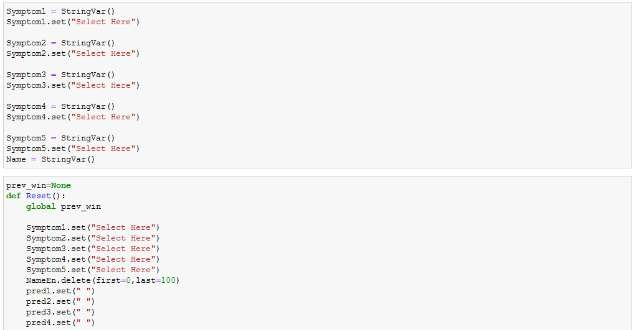 Symptom1 = StringVar()
Symptom1.set("Select Here")
Symptom2 = StringVar()
Symptom2.set("Select Here")
Symptom3 = StringVar()
Symptom3.set("Select Here")
Symptom4 = StringVar()
Symptom4.set("Select Here")
Symptom5 = StringVar()
Symptom5.set("Select Here")
Name = StringVar()
prev_win=None
def Reset():
    global prev_win
    Symptom1.set("Select Here")
    Symptom2.set("Select Here")
    Symptom3.set("Select Here")
    Symptom4.set("Select Here")
    Symptom5.set("Select Here")
    NameEn.delete(first=0,last=100)
    pred1.set(" ")
    pred2.set(" ")
    pred3.set(" ")
    pred4.set(" ")